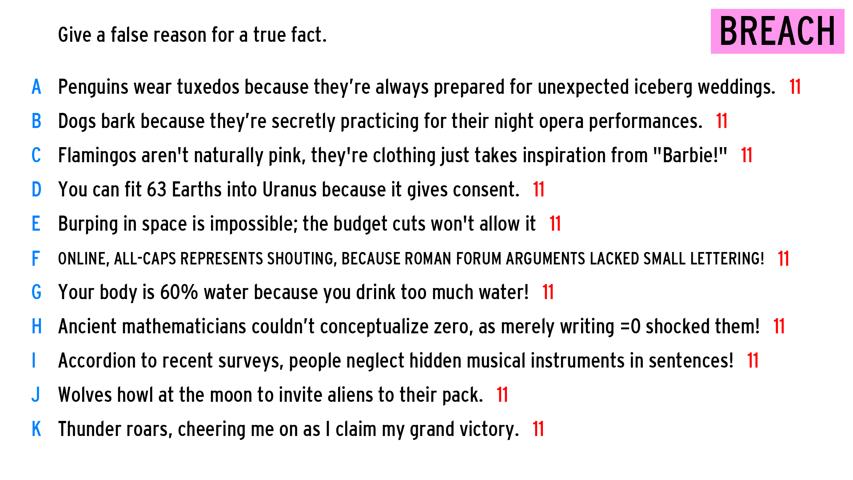 Give a false reason for a true fact.
BREACH
A Penguins wear tuxedos because they're always prepared for unexpected iceberg weddings. 11
B Dogs bark because they're secretly practicing for their night opera performances. 11
C Flamingos aren't naturally pink, they're clothing just takes inspiration from "Barbie!" 11
D You can fit 63 Earths into Uranus because it gives consent. 11
E Burping in space is impossible; the budget cuts won't allow it 11
F ONLINE, ALL-CAPS REPRESENTS SHOUTING, BECAUSE ROMAN FORUM ARGUMENTS LACKED SMALL LETTERING! 11
G Your body is 60% water because you drink too much water! 11
H Ancient mathematicians couldn't conceptualize zero, as merely writing =0 shocked them! 11
I Accordion to recent surveys, people neglect hidden musical instruments in sentences! 11
J Wolves howl at the moon to invite aliens to their pack. 11
K Thunder roars, cheering me on as I claim my grand victory. 11